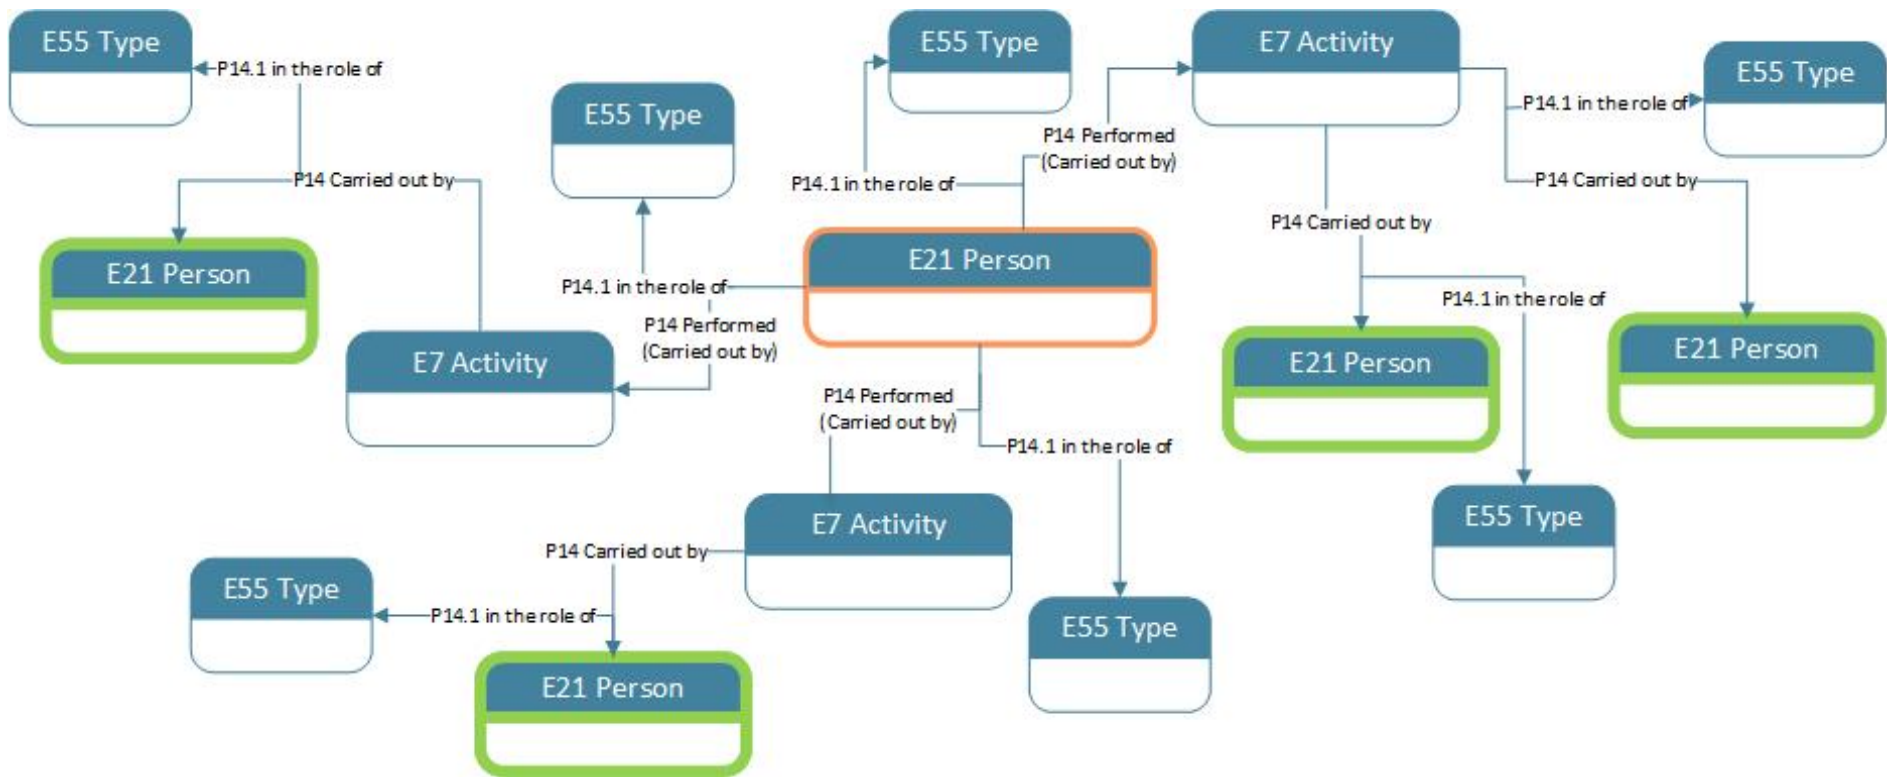 E55 Type
E55 Type
E7 Activity
E55 Type
P14.1 in the role of
E55 Type
P14.1 in the role of
P14 Performed
(Carried out by)
P14 Carried out by
P14.1 in the role of
P14 Carried out by
P14 Carried out by
E21 Person
E21 Person
P14.1 in the role of
P14.1 in the role of
P14 Performed
(Carried out by)
E7 Activity
E21 Person
E21 Person
P14 Performed
(Carried out by)
P14.1 in the role of
E7 Activity
E55 Type
P14 Carried out by
E55 Type
P14.1 in the role of
E55 Type
E21 Person